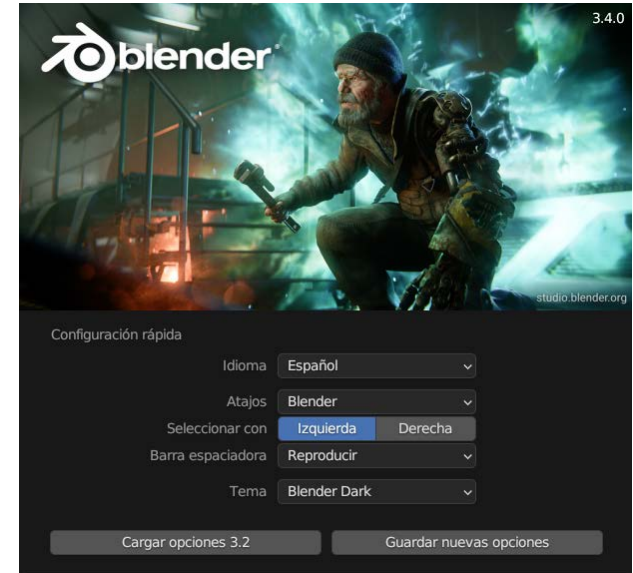 3.4.0
blender
studio.blender.org
Configuración rápida
Idioma Español
Atajos Blender
Seleccionar con Izquierda Derecha
Barra espaciadora Reproducir
Tema Blender Dark
Cargar opciones 3.2 Guardar nuevas opciones